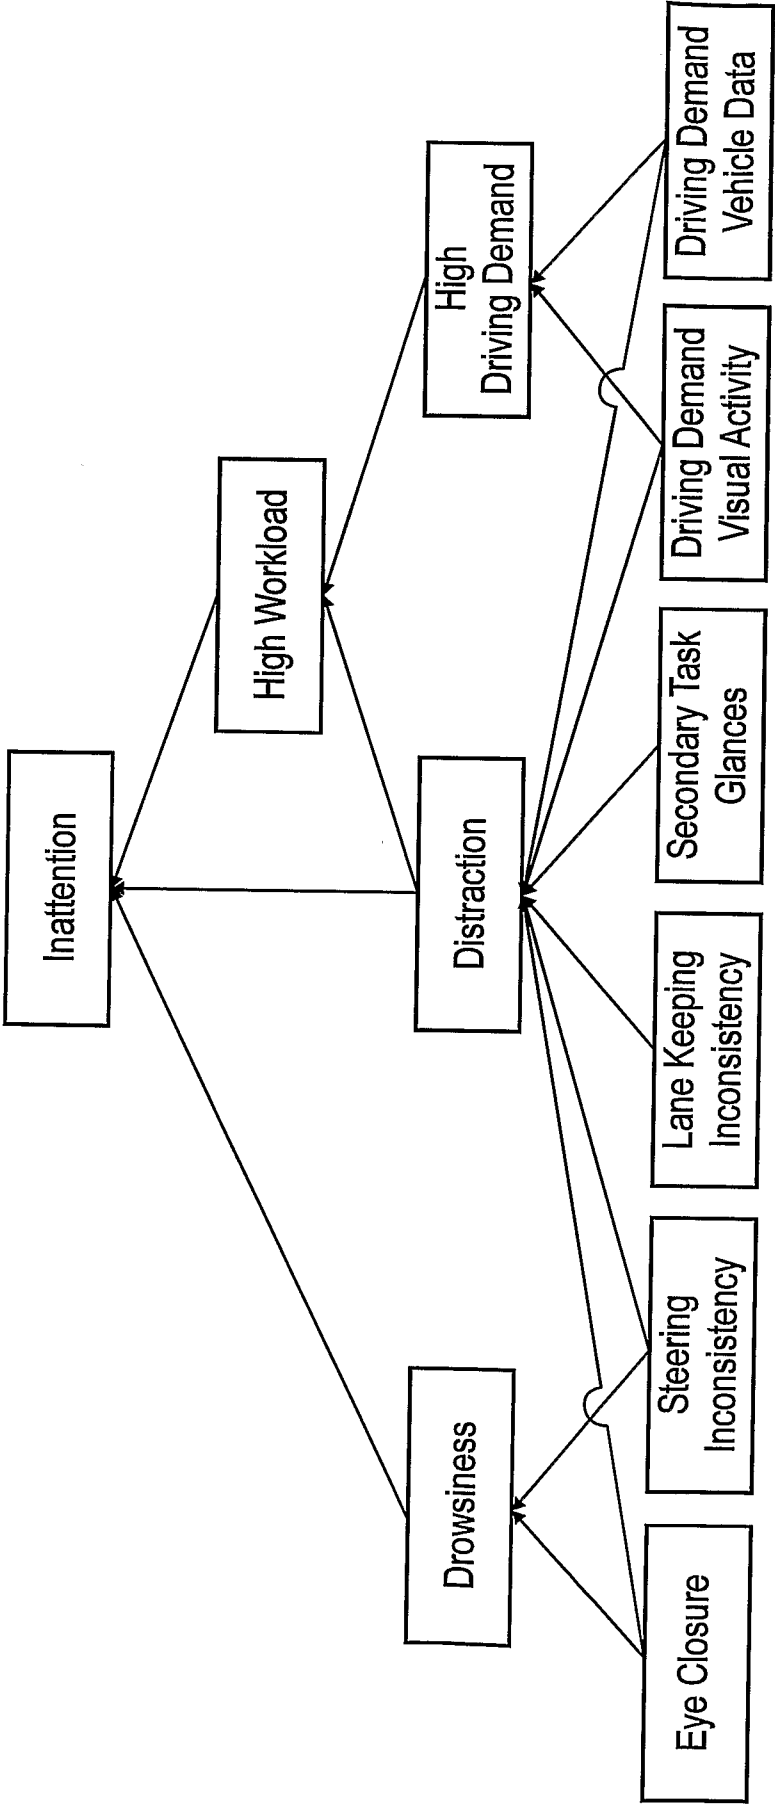 Inattention
High Workload
Drowsiness
Distraction
High
Driving Demand
Eye Closure
Steering
Inconsistency
Lane Keeping
Inconsistency
Secondary Task
Glances
Driving Demand
Visual Activity
Driving Demand
Vehicle Data